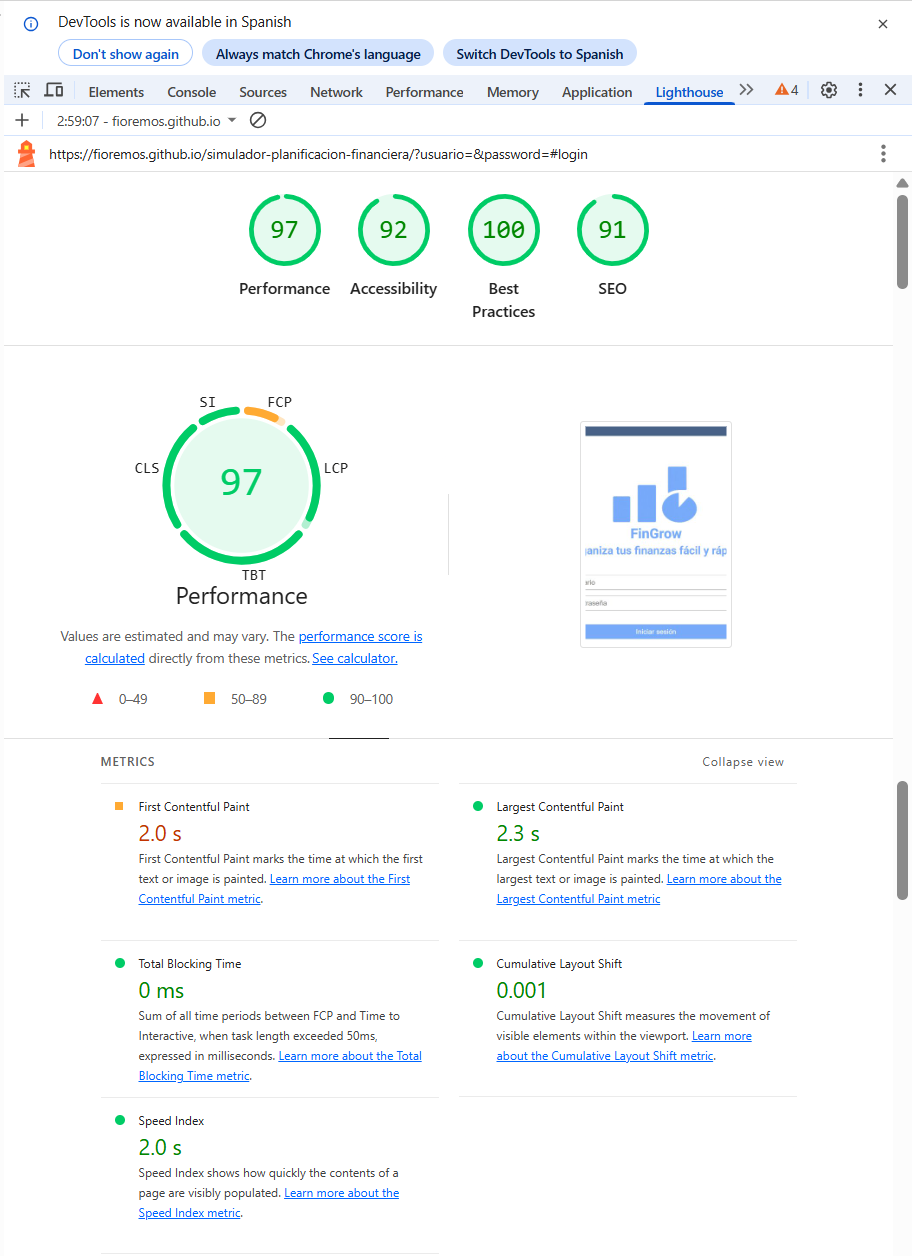 DevTools is now available in Spanish
Don't show again
Always match Chrome's language
Switch DevTools to Spanish
Elements
Console
Sources
Network
Performance
Memory
Application
Lighthouse
4
2:59:07 - fioremos.github.io
https://fioremos.github.io/simulador-planificacion-financiera/?usuario=&password=#login
97
92
100
91
Performance
Accessibility
Best
Practices
SEO
SI
FCP
CLS
LCP
97
TBT
Performance
Values are estimated and may vary. The performance score is
calculated directly from these metrics. See calculator.
0–49
50–89
90–100
FinGrow
aniza tus finanzas fácil y ráp
Iniciar sesión
METRICS
Collapse view
First Contentful Paint
2.0 s
First Contentful Paint marks the time at which the first
text or image is painted. Learn more about the First
Contentful Paint metric.
Largest Contentful Paint
2.3 s
Largest Contentful Paint marks the time at which the
largest text or image is painted. Learn more about the
Largest Contentful Paint metric
Total Blocking Time
0 ms
Sum of all time periods between FCP and Time to
Interactive, when task length exceeded 50ms,
expressed in milliseconds. Learn more about the Total
Blocking Time metric.
Cumulative Layout Shift
0.001
Cumulative Layout Shift measures the movement of
visible elements within the viewport. Learn more
about the Cumulative Layout Shift metric.
Speed Index
2.0 s
Speed Index shows how quickly the contents of a
page are visibly populated. Learn more about the
Speed Index metric.